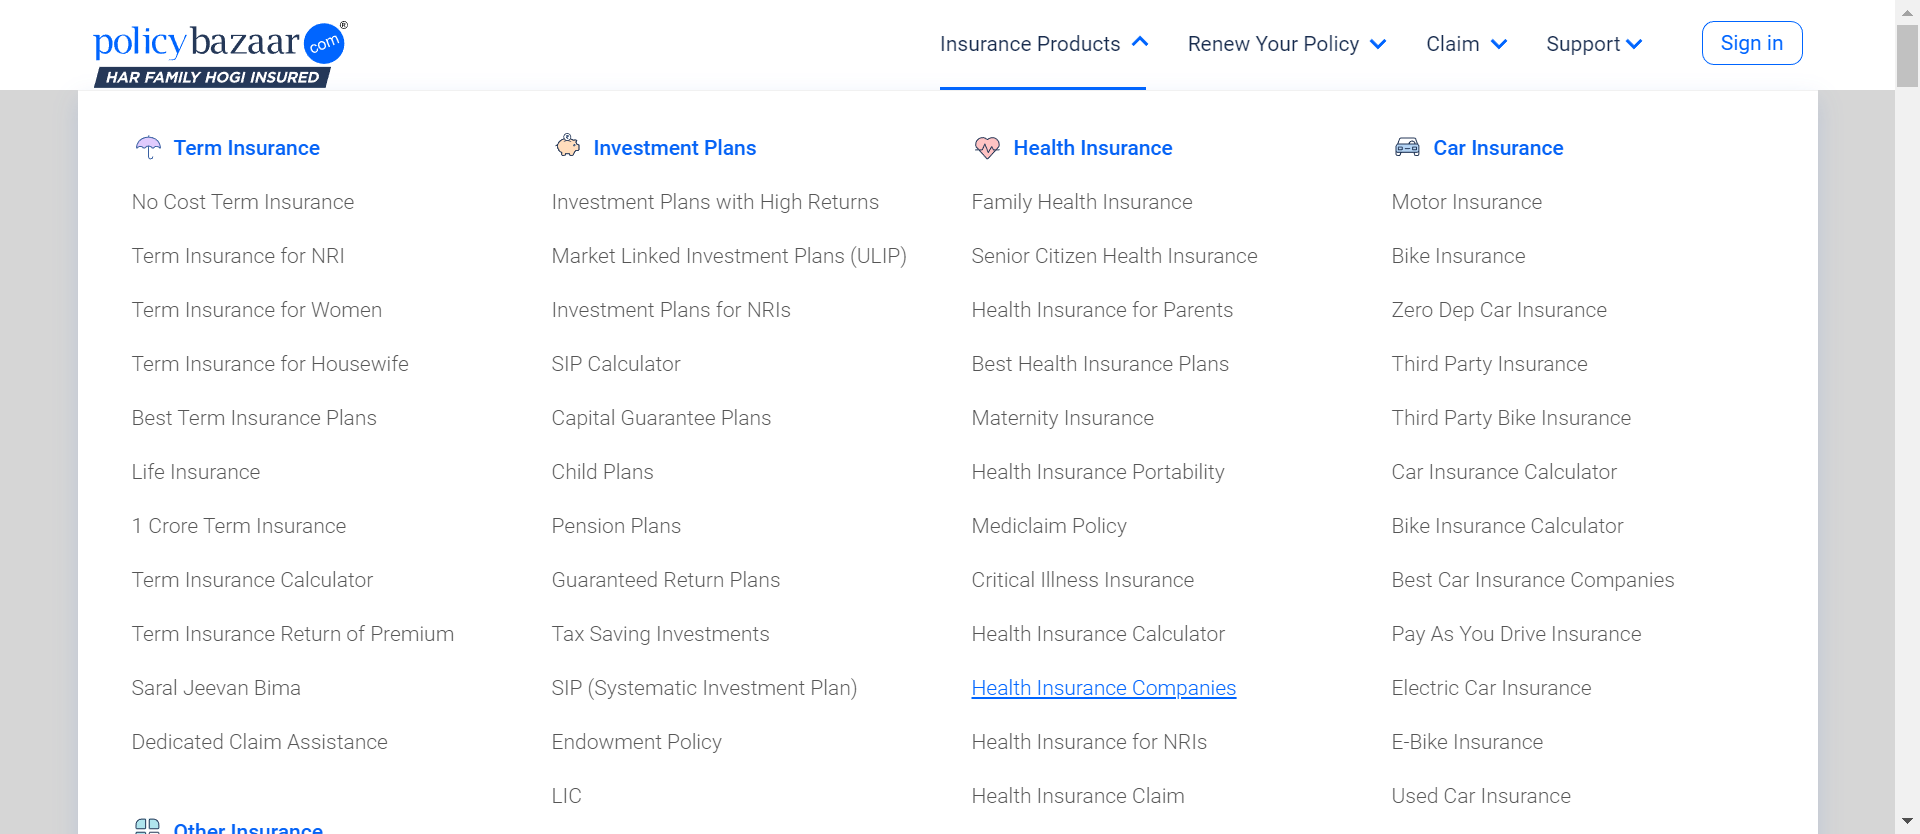 policybazaar com ®
HAR FAMILY HOGI INSURED
Insurance Products
Renew Your Policy
Claim
Support
Sign in
Term Insurance
No Cost Term Insurance
Term Insurance for NRI
Term Insurance for Women
Term Insurance for Housewife
Best Term Insurance Plans
Life Insurance
1 Crore Term Insurance
Term Insurance Calculator
Term Insurance Return of Premium
Saral Jeevan Bima
Dedicated Claim Assistance
Other Insurance
Investment Plans
Investment Plans with High Returns
Market Linked Investment Plans (ULIP)
Investment Plans for NRIs
SIP Calculator
Capital Guarantee Plans
Child Plans
Pension Plans
Guaranteed Return Plans
Tax Saving Investments
SIP (Systematic Investment Plan)
Endowment Policy
LIC
Health Insurance
Family Health Insurance
Senior Citizen Health Insurance
Health Insurance for Parents
Best Health Insurance Plans
Maternity Insurance
Health Insurance Portability
Mediclaim Policy
Critical Illness Insurance
Health Insurance Calculator
Health Insurance Companies
Health Insurance for NRIs
Health Insurance Claim
Car Insurance
Motor Insurance
Bike Insurance
Zero Dep Car Insurance
Third Party Insurance
Third Party Bike Insurance
Car Insurance Calculator
Bike Insurance Calculator
Best Car Insurance Companies
Pay As You Drive Insurance
Electric Car Insurance
E-Bike Insurance
Used Car Insurance